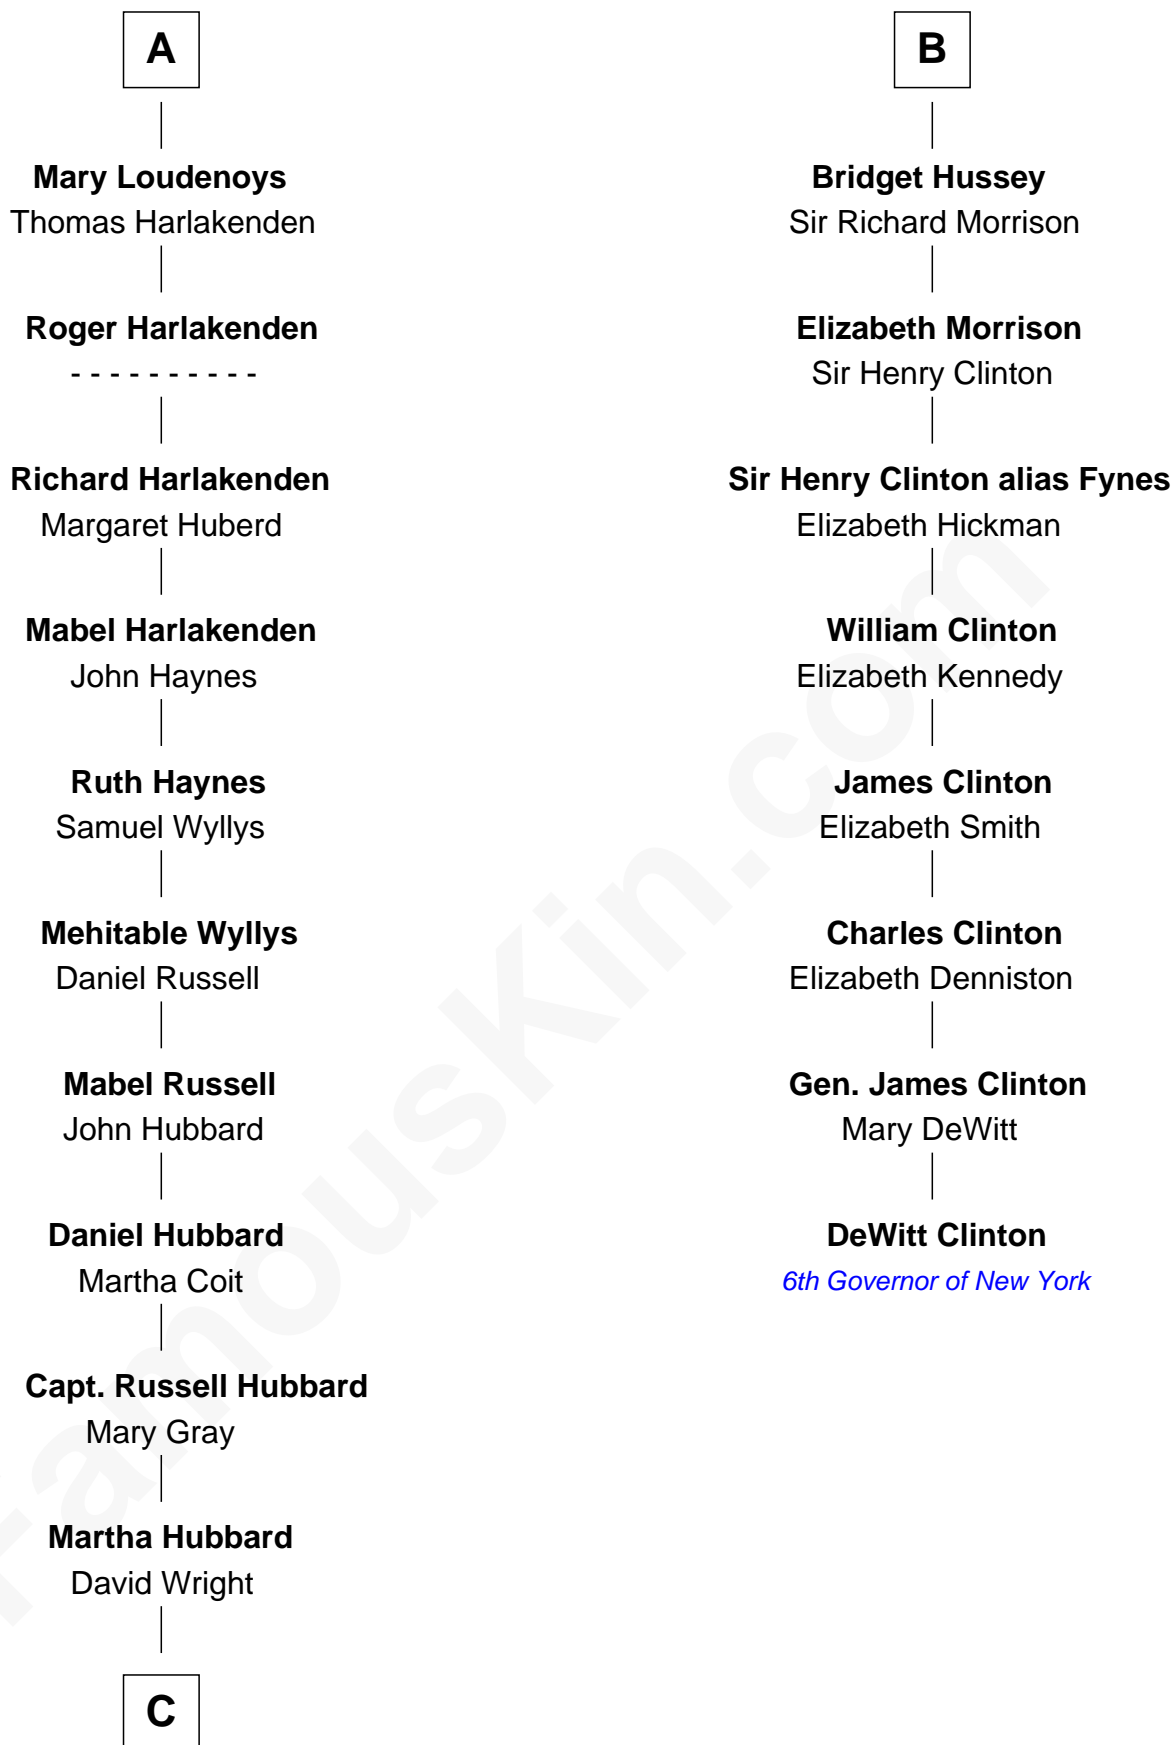 A
Mary Loudenoys
Thomas Harlakenden
Roger Harlakenden
- - - - - - - - - -
Richard Harlakenden
Margaret Huberd
Mabel Harlakenden
John Haynes
Ruth Haynes
Samuel Wyllys
Mehitable Wyllys
Daniel Russell
Mabel Russell
John Hubbard
Daniel Hubbard
Martha Coit
Capt. Russell Hubbard
Mary Gray
Martha Hubbard
David Wright
C
B
Bridget Hussey
Sir Richard Morrison
Elizabeth Morrison
Sir Henry Clinton
Sir Henry Clinton alias Fynes
Elizabeth Hickman
William Clinton
Elizabeth Kennedy
James Clinton
Elizabeth Smith
Charles Clinton
Elizabeth Denniston
Gen. James Clinton
Mary DeWitt
DeWitt Clinton
6th Governor of New York
FamousKin.com